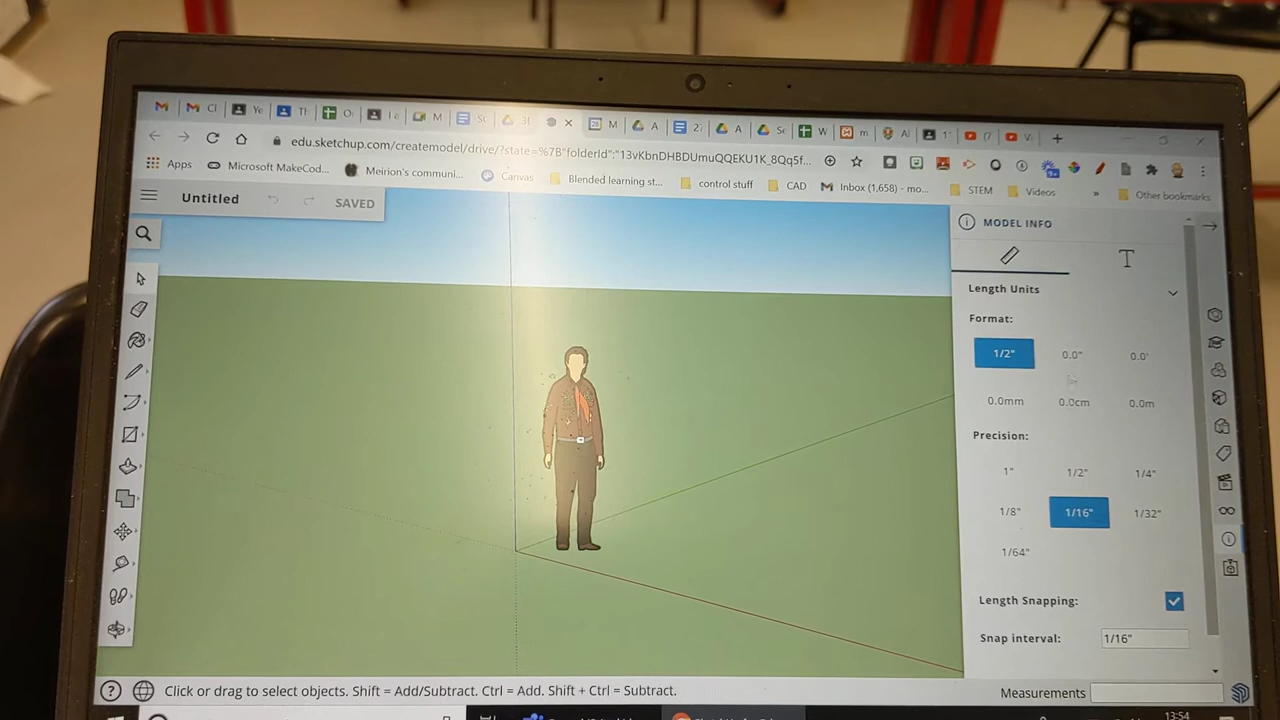 edu.sketchup.com/createmodel/drive/?state=%7B"folderId":"13vKbnDHBDUmuQQEKU1K_8Qq5f...
Apps Microsoft MakeCod... Meirion's communi... Canvas Blended learning st... control stuff CAD Inbox (1,658) - mo... STEM Videos » Other bookmarks
Untitled SAVED
MODEL INFO
Length Units
Format:
1/2" 0.0" 0.0'
0.0mm 0.0cm 0.0m
Precision:
1" 1/2" 1/4"
1/8" 1/16" 1/32"
1/64"
Length Snapping:
Snap interval: 1/16"
Click or drag to select objects. Shift = Add/Subtract. Ctrl = Add. Shift + Ctrl = Subtract.
Measurements
13:54